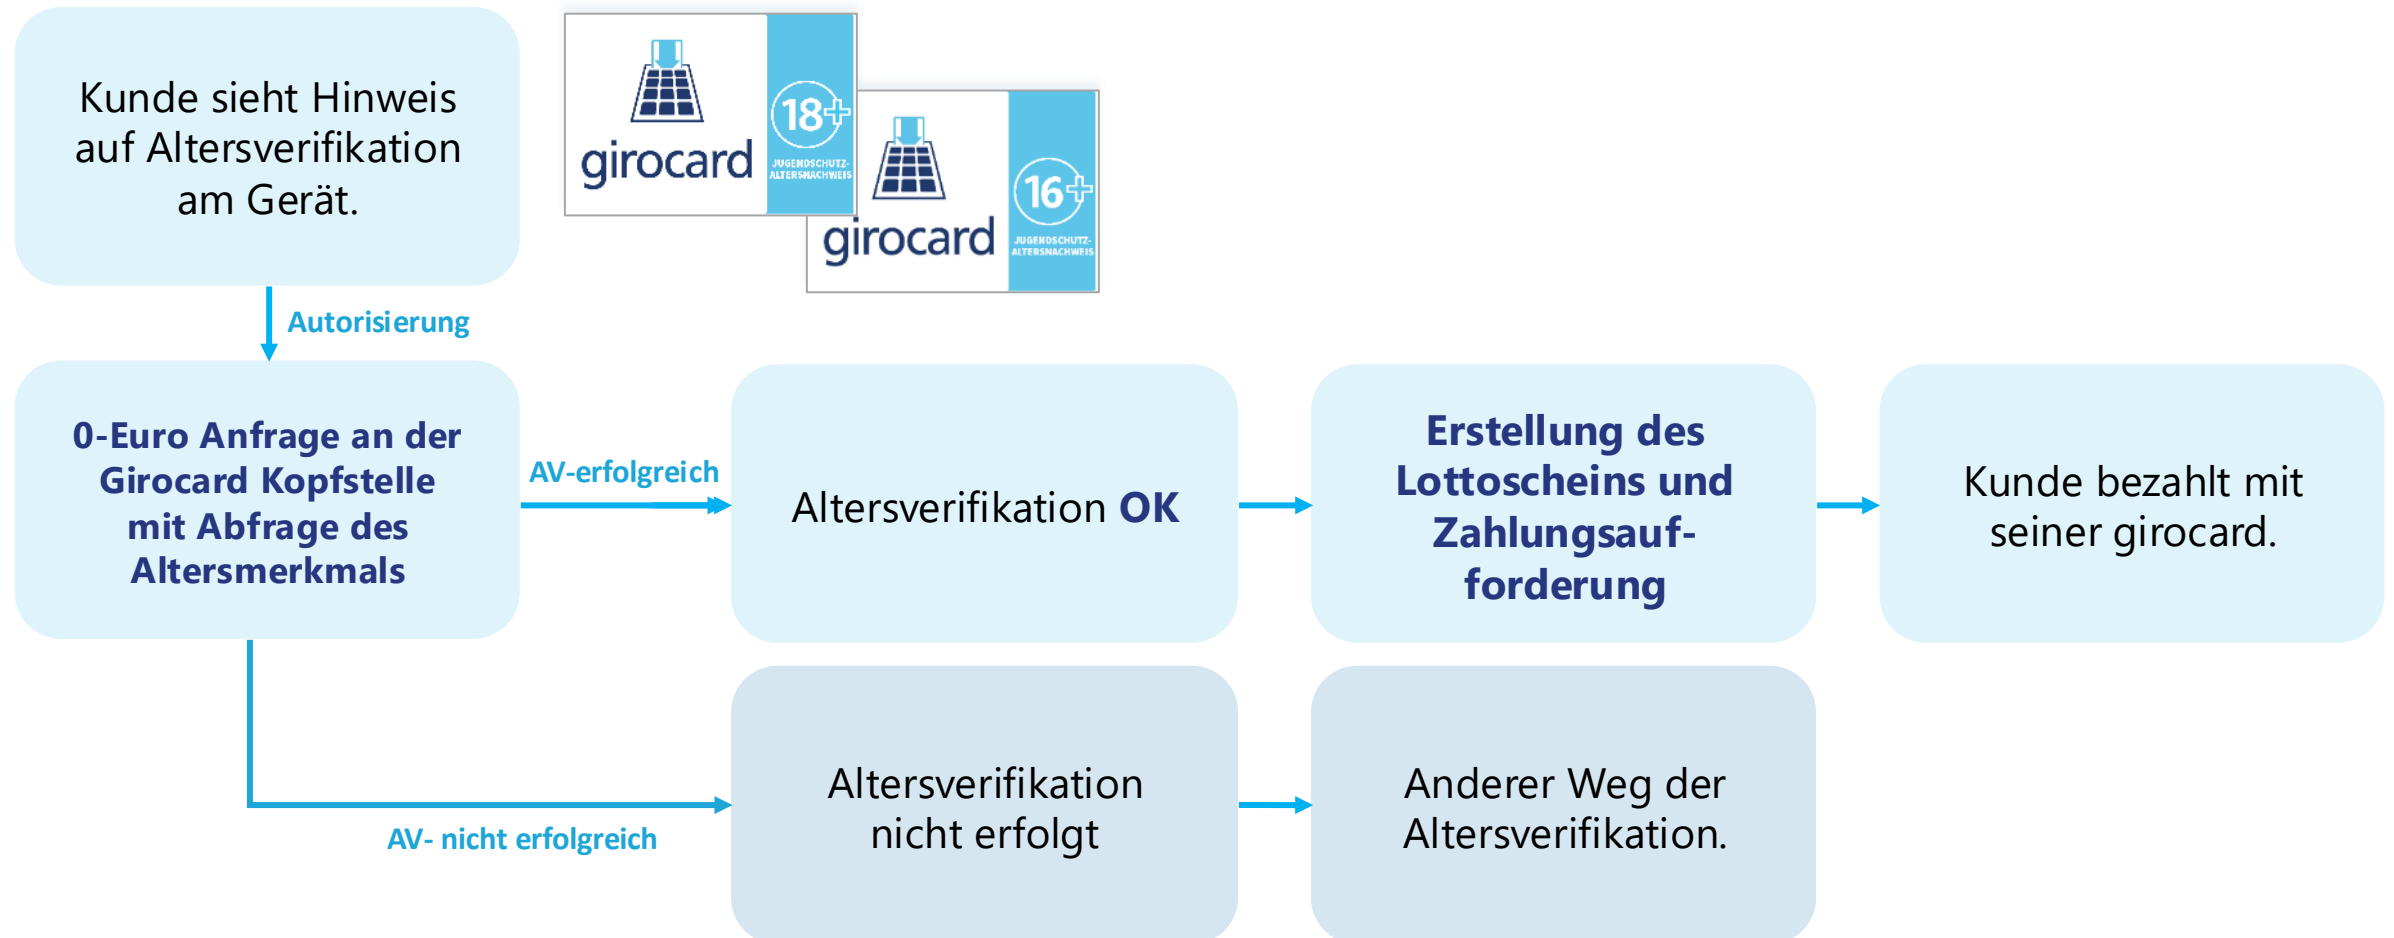 Kunde sieht Hinweis
auf Altersverifikation
am Gerät.
girocard
18+
JUGENDSCHUTZ-
ALTERSNACHWEIS
girocard
16+
JUGENDSCHUTZ-
ALTERSNACHWEIS
Autorisierung
0-Euro Anfrage an der
Girocard Kopfstelle
mit Abfrage des
Altersmerkmals
AV-erfolgreich
Altersverifikation OK
Erstellung des
Lottoscheins und
Zahlungsauf-
forderung
Kunde bezahlt mit
seiner girocard.
AV- nicht erfolgreich
Altersverifikation
nicht erfolgt
Anderer Weg der
Altersverifikation.